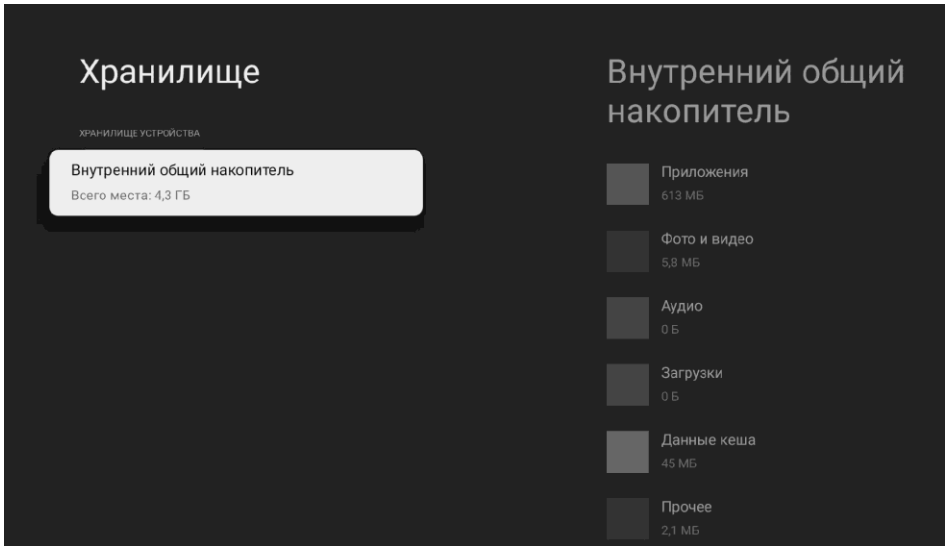 Хранилище
ХРАНИЛИЩЕ УСТРОЙСТВА
Внутренний общий накопитель
Всего места: 4,3 ГБ
Внутренний общий
накопитель
Приложения
613 МБ
Фото и видео
5,8 МБ
Аудио
0 Б
Загрузки
0 Б
Данные кеша
45 МБ
Прочее
2,1 МБ